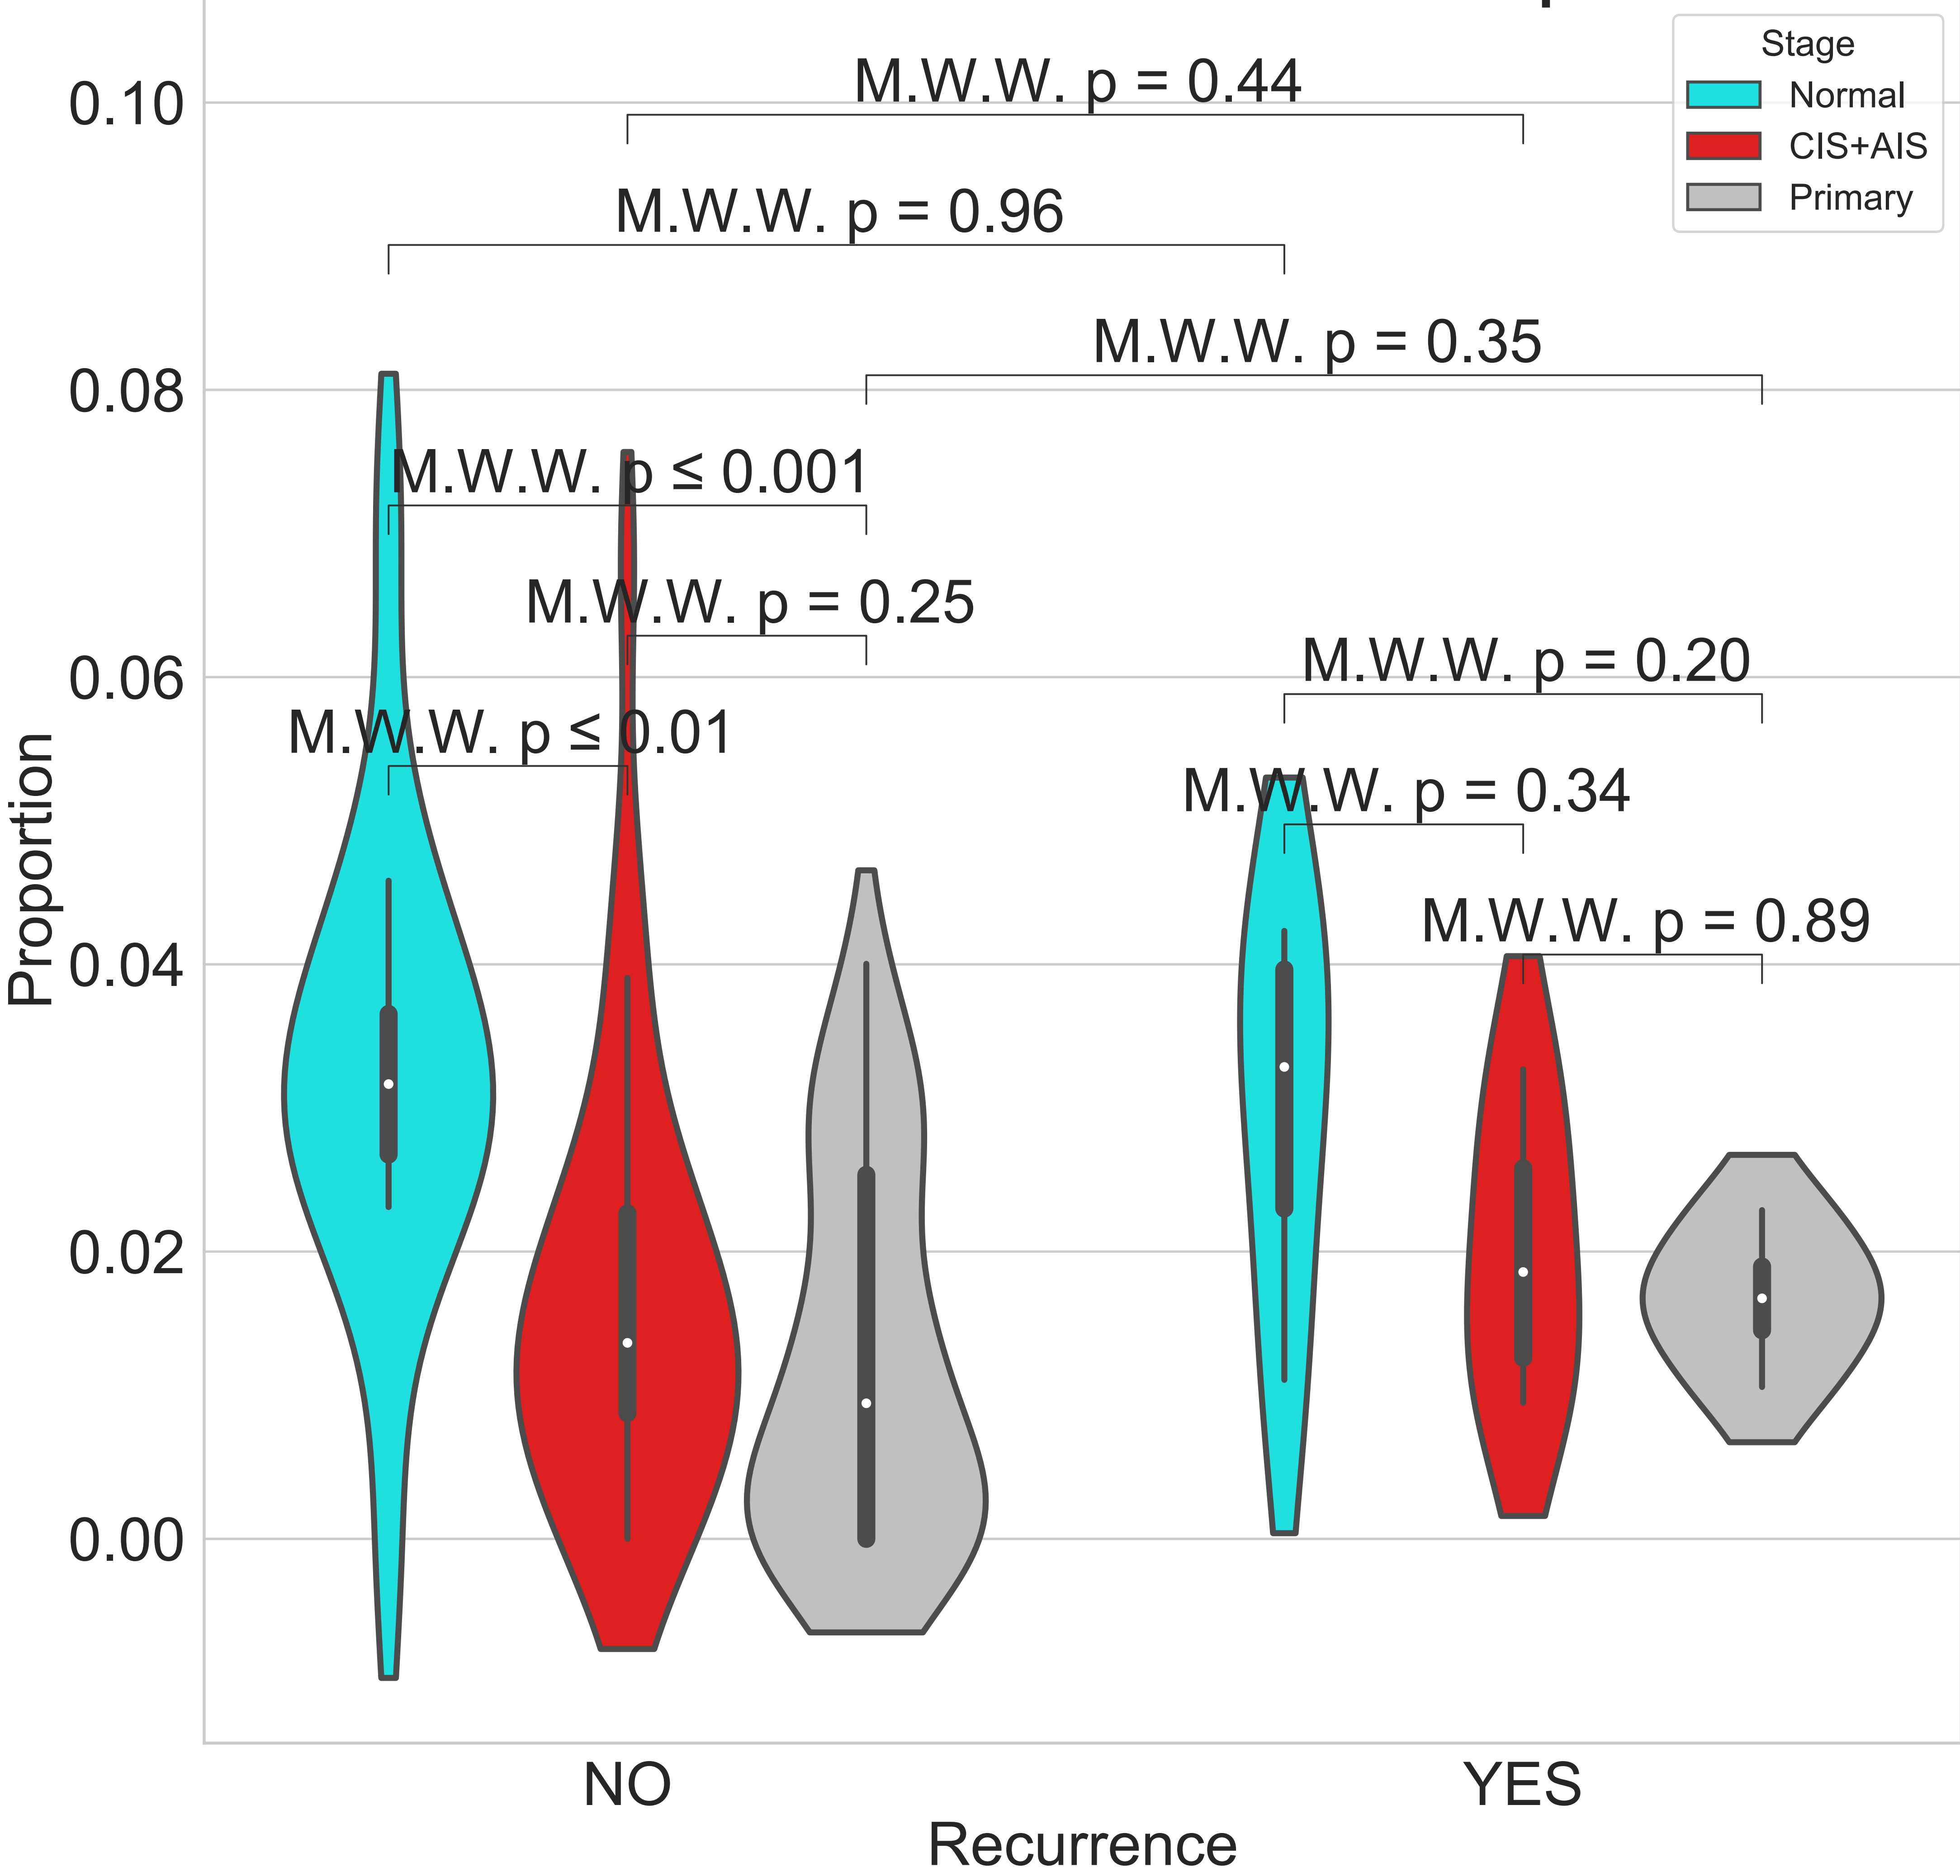 Stage
Normal
CIS+AIS
Primary
M.W.W. p = 0.44
M.W.W. p = 0.96
M.W.W. p = 0.35
M.W.W. p ≤ 0.001
M.W.W. p = 0.25
M.W.W. p ≤ 0.01
M.W.W. p = 0.20
M.W.W. p = 0.34
M.W.W. p = 0.89
0.10
0.08
0.06
0.04
0.02
0.00
Proportion
NO
YES
Recurrence